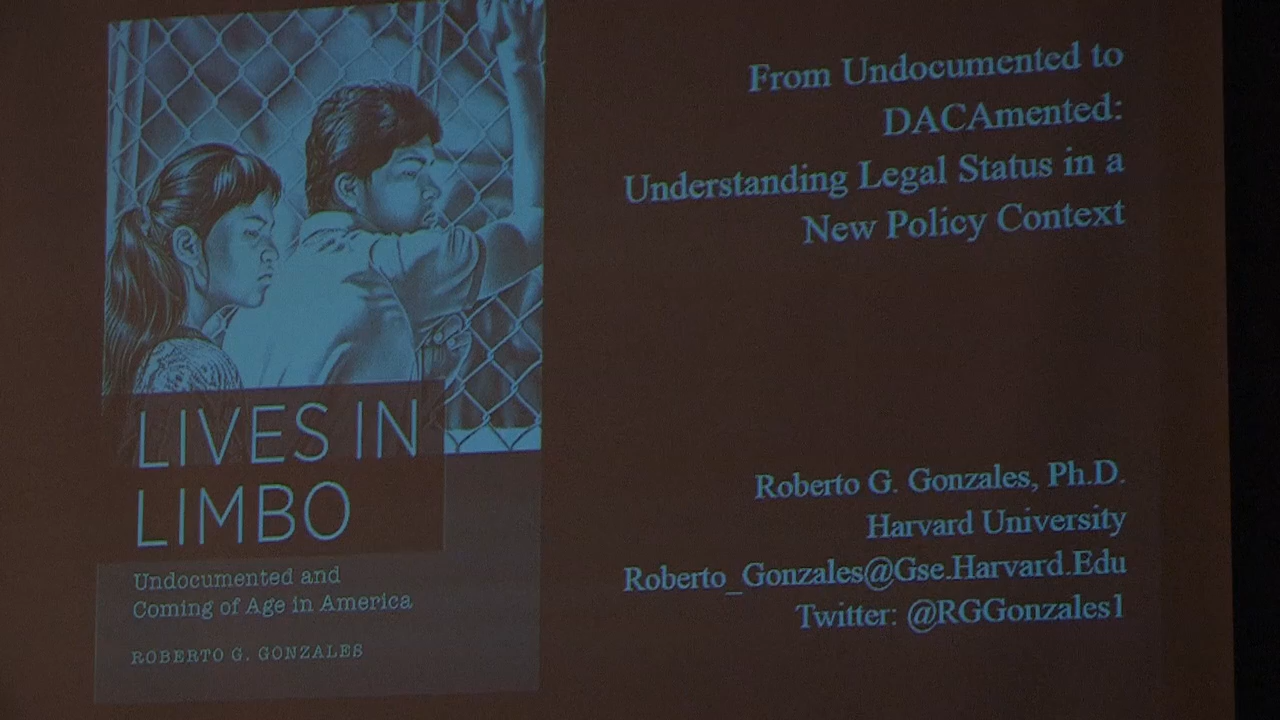 LIVES IN
LIMBO
Undocumented and
Coming of Age in America
ROBERTO G. GONZALES
From Undocumented to
DACAmented:
Understanding Legal Status in a
New Policy Context
Roberto G. Gonzales, Ph.D.
Harvard University
Roberto_Gonzales@Gse.Harvard.Edu
Twitter: @RGGonzales1